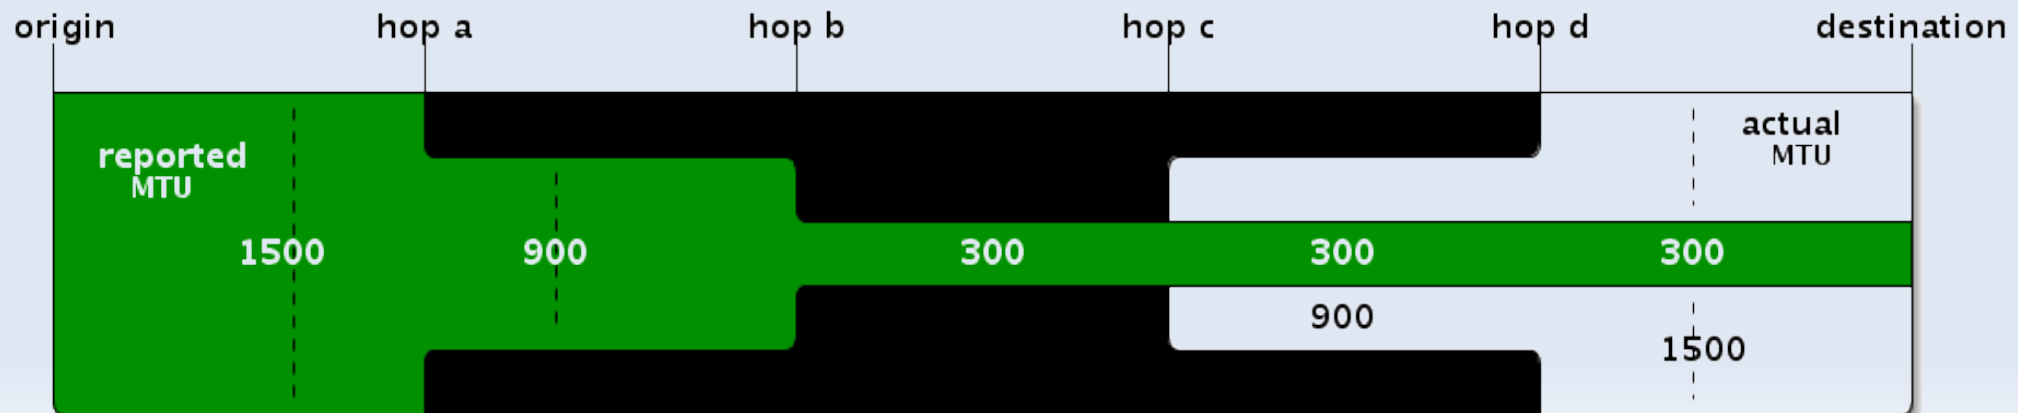 origin hop a hop b hop c hop d destination
reported
MTU
actual
MTU
1500 900 300 300 300
900
1500